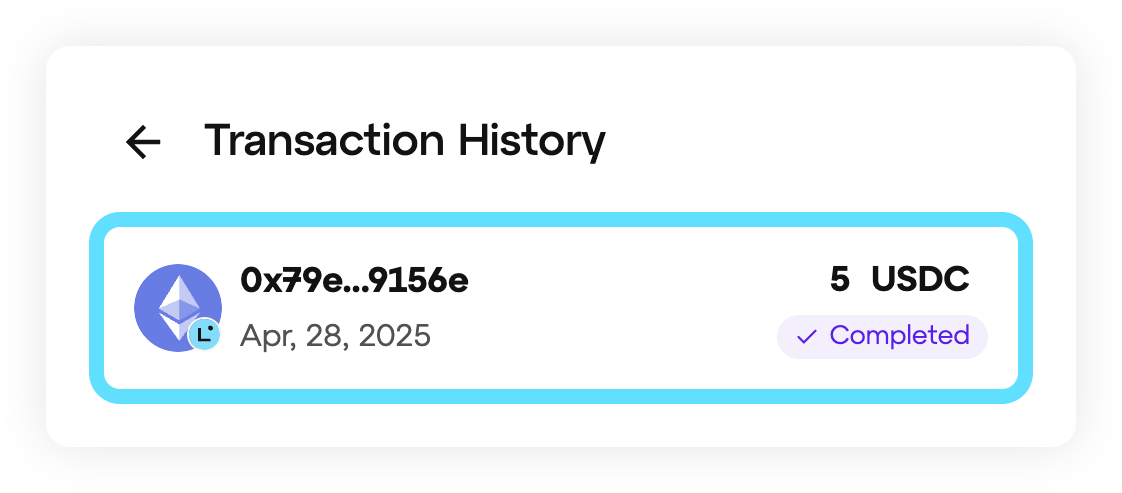 Transaction History
0x79e...9156e
5 USDC
Apr, 28, 2025
Completed
L